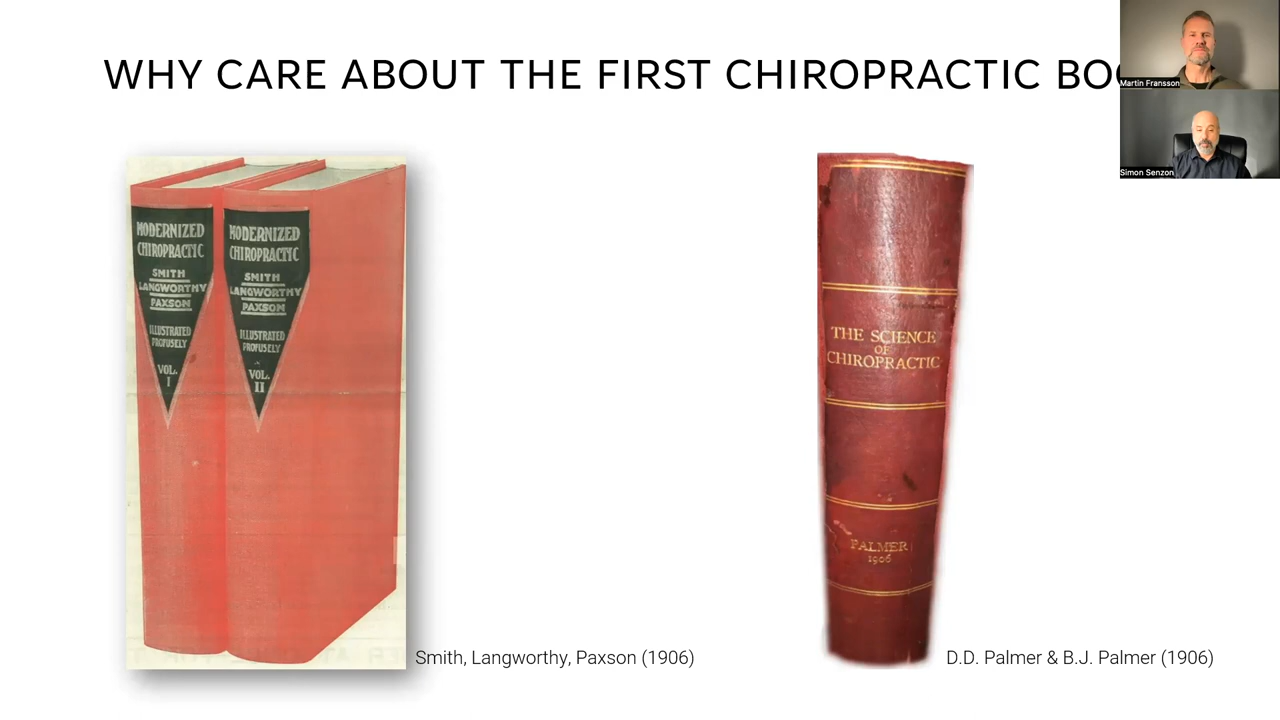 WHY CARE ABOUT THE FIRST CHIROPRACTIC
Martin Fransson
Simon Senzon
MODERNIZED
CHIROPRACTIC
SMITH
LANGWORTHY
PAXSON
ILLUSTRATED
PROFUSELY
VOL.
I
MODERNIZED
CHIROPRACTIC
SMITH
LANGWORTHY
PAXSON
ILLUSTRATED
PROFUSELY
VOL.
II
THE SCIENCE
OF
CHIROPRACTIC
PALMER
1906
Smith, Langworthy, Paxson (1906)
D.D. Palmer & B.J. Palmer (1906)